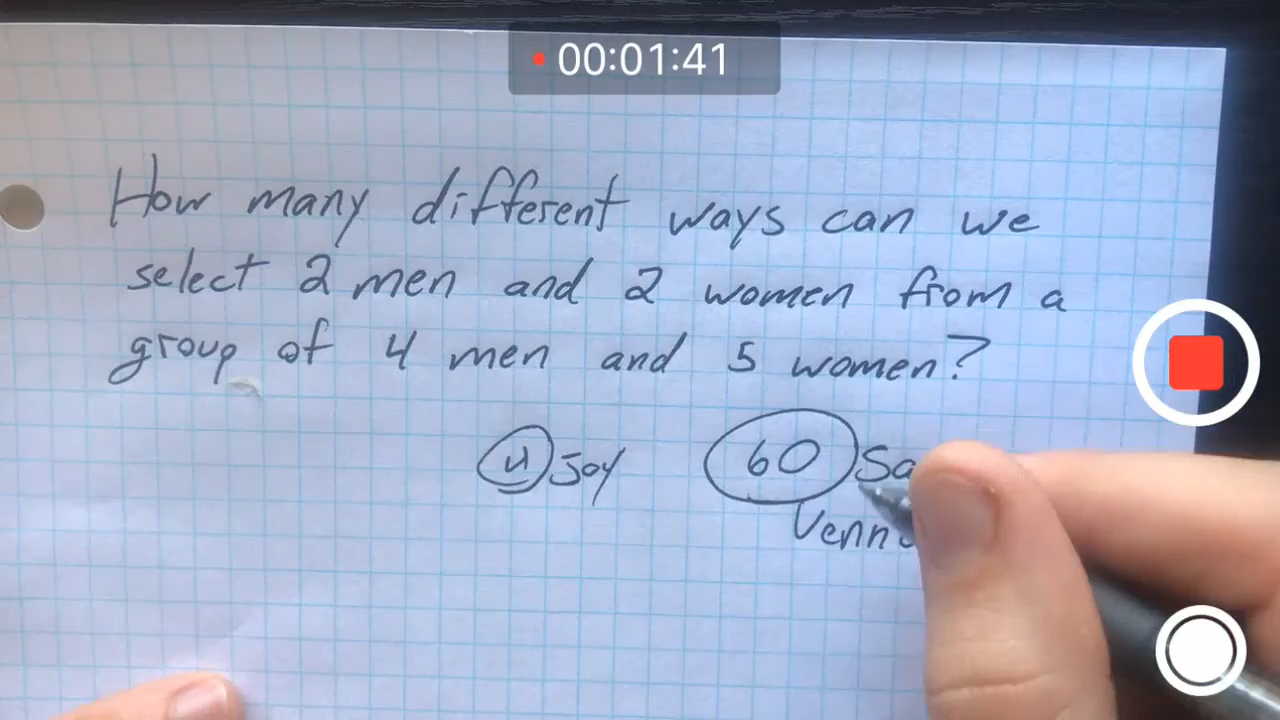 00:01:41
How many different ways can we
select 2 men and 2 women from a
group of 4 men and 5 women?
4 Joy 60